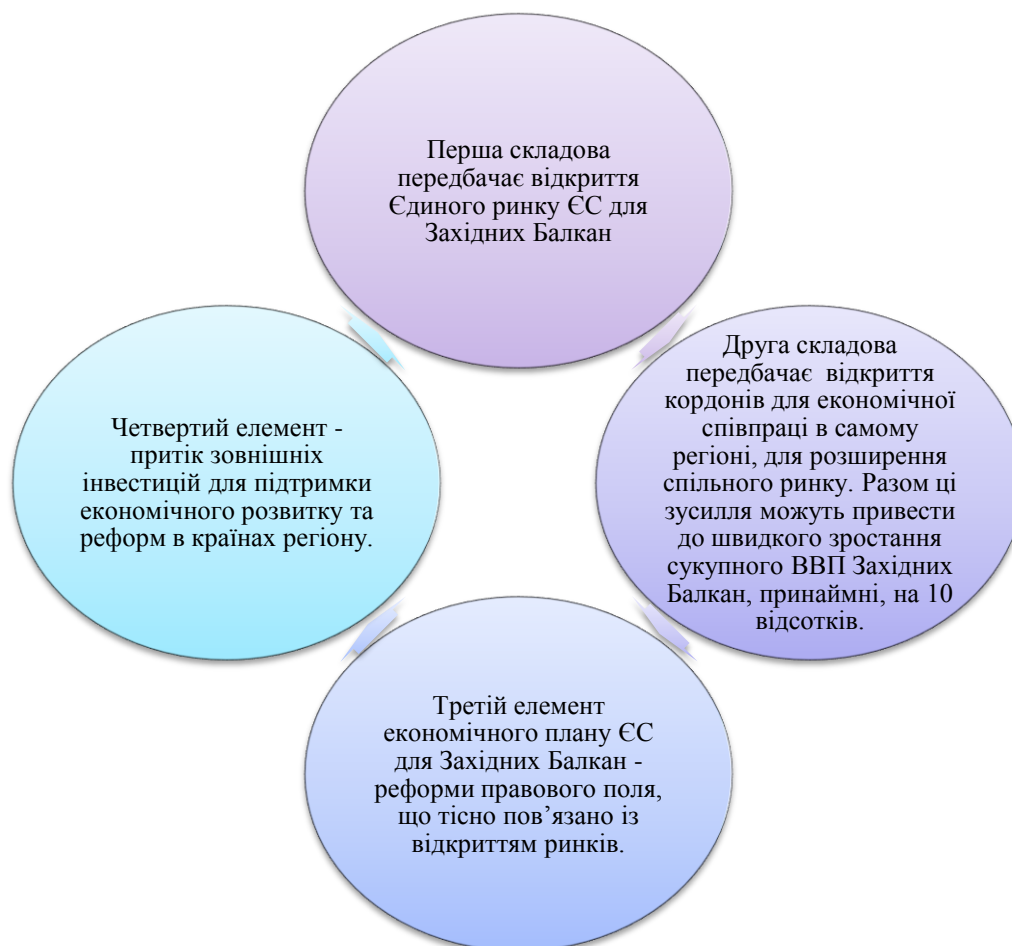 Перша складова
передбачає відкриття
Єдиного ринку ЄС для
Західних Балкан
Друга складова
передбачає відкриття
кордонів для економічної
співпраці в самому
регіоні, для розширення
спільного ринку. Разом ці
зусилля можуть привести
до швидкого зростання
сукупного ВВП Західних
Балкан, принаймні, на 10
відсотків.
Третій елемент
економічного плану ЄС
для Західних Балкан -
реформи правового поля,
що тісно пов’язано із
відкриттям ринків.
Четвертий елемент -
притік зовнішніх
інвестицій для підтримки
економічного розвитку та
реформ в країнах регіону.